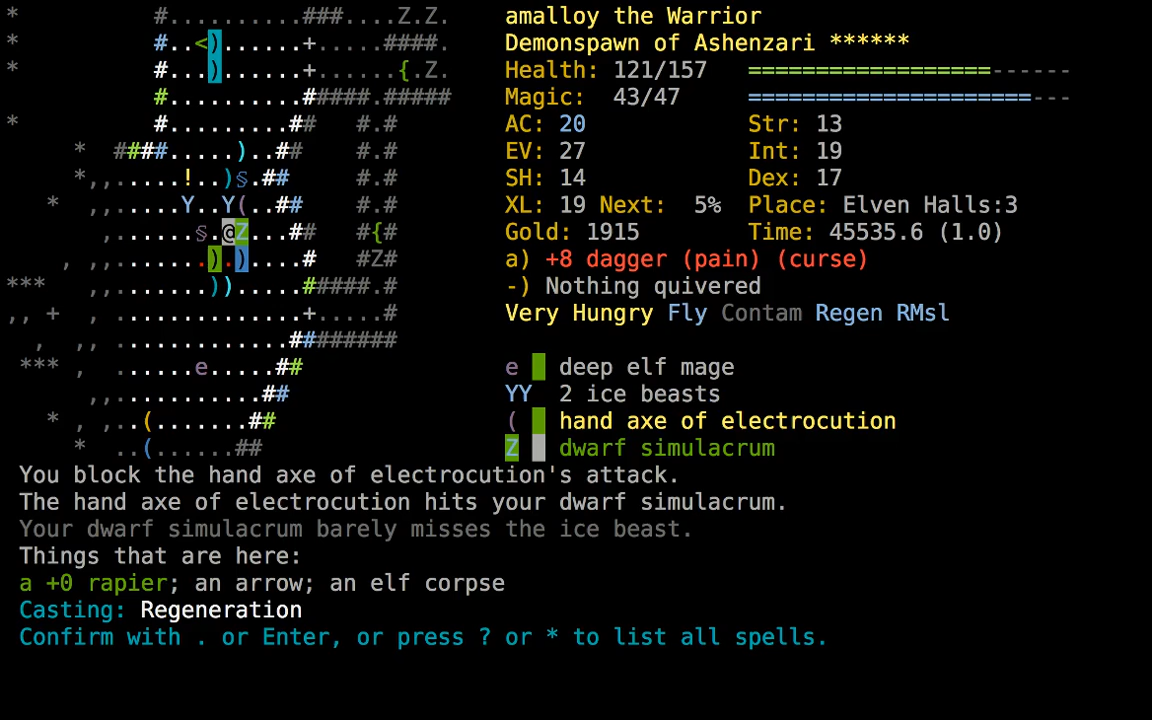 *          #..........###....Z.Z.   amalloy the Warrior
*          #..<)......+.....####.   Demonspawn of Ashenzari ******
*          #...)......+......{.Z.   Health: 121/157    ==================------
           #..........####.#####    Magic:  43/47      =====================---
*          #.........##   #.#       AC: 20            Str: 13
     *  ####.....)..##    #.#       EV: 27            Int: 19
     *,,.....!..)§.##     #.#       SH: 14            Dex: 17
   *  ,,.....Y..Y(..##    #.#       XL: 19 Next:  5%  Place: Elven Halls:3
       ,......§.@Z...##   #{#       Gold: 1915        Time: 45535.6 (1.0)
    , ,,......).)....#    #Z#       a) +8 dagger (pain) (curse)
***   ,,.......)).....#####.#       -) Nothing quivered
,, +  , ..............+.....#       Very Hungry Fly Contam Regen RMsl
  ,  ,, ............#########
 *** ,  ......e.....##              e   deep elf mage
      ,,...........##               YY  2 ice beasts
   * , ,..(.......##                (   hand axe of electrocution
     *  ..(......##                 Z   dwarf simulacrum
You block the hand axe of electrocution's attack.
The hand axe of electrocution hits your dwarf simulacrum.
Your dwarf simulacrum barely misses the ice beast.
Things that are here:
a +0 rapier; an arrow; an elf corpse
Casting: Regeneration
Confirm with . or Enter, or press ? or * to list all spells.